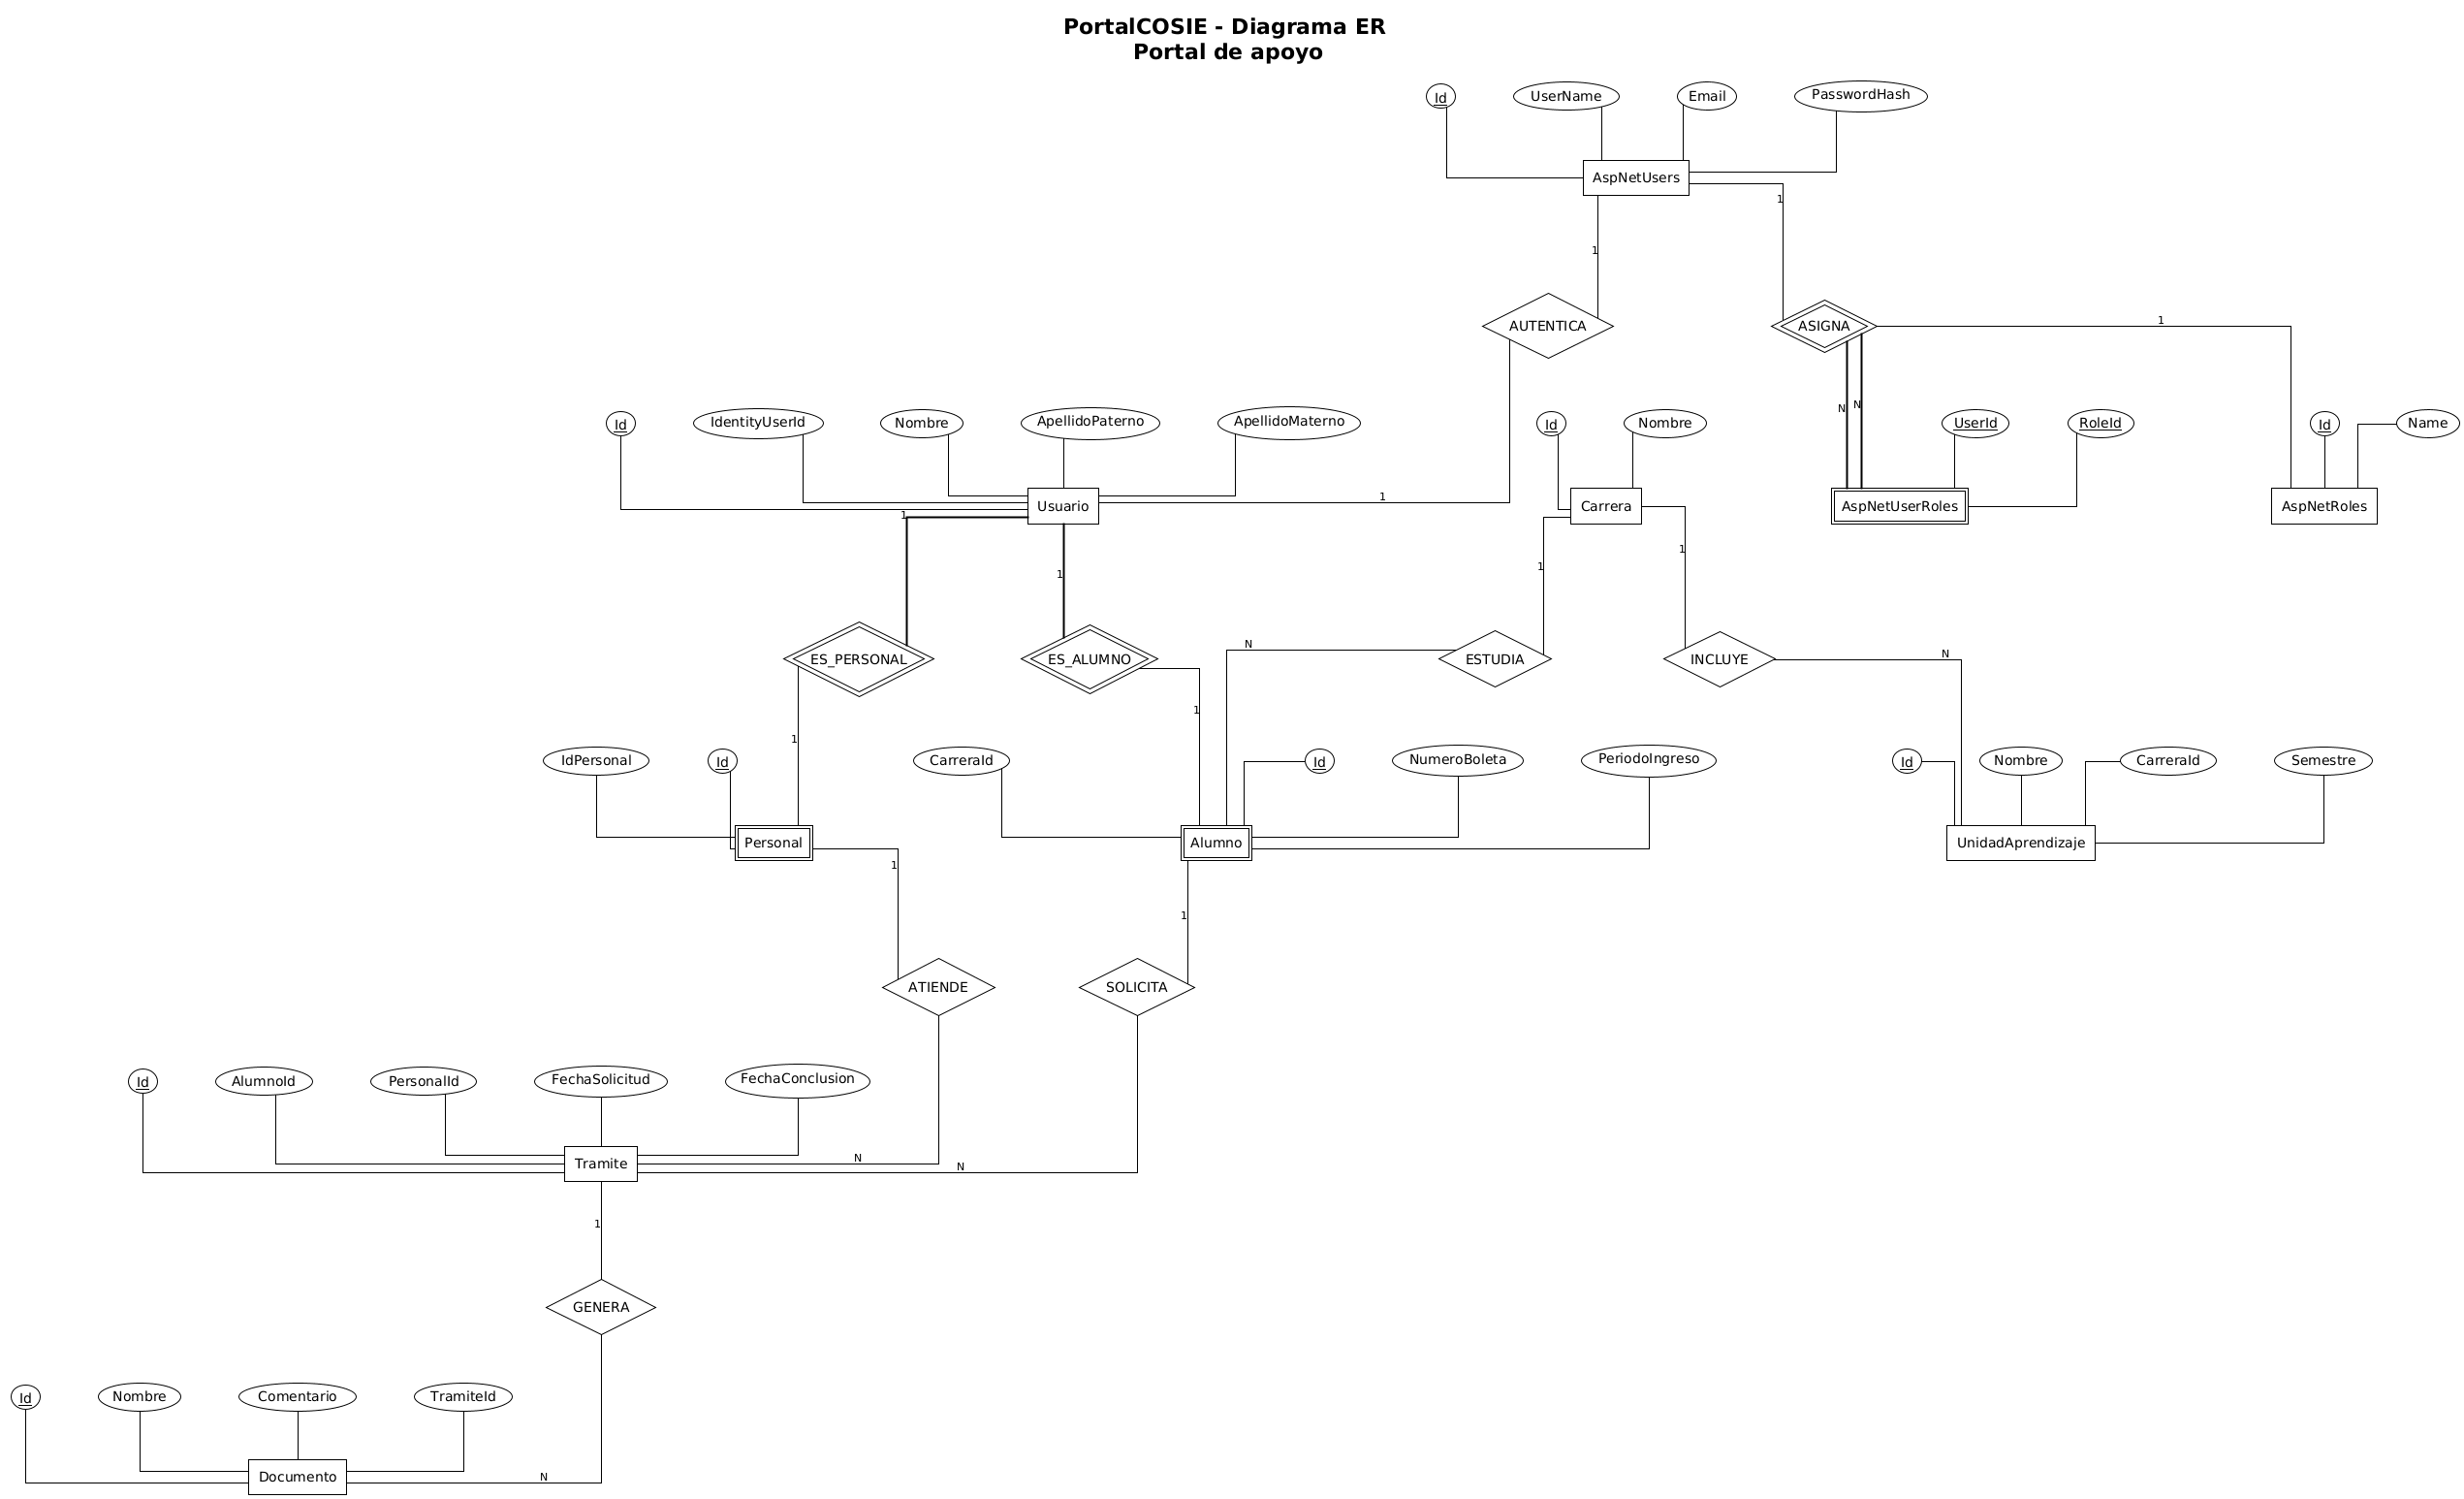 PortalCOSIE - Diagrama ER
Portal de apoyo
Id
UserName
Email
PasswordHash
AspNetUsers
1
1
AUTENTICA
ASIGNA
1
Id
IdentityUserId
Nombre
ApellidoPaterno
ApellidoMaterno
Id
Nombre
N
N
UserId
RoleId
Id
Name
Usuario
1
Carrera
AspNetUserRoles
AspNetRoles
1
1
1
1
ES_PERSONAL
ES_ALUMNO
N
ESTUDIA
INCLUYE
N
1
1
IdPersonal
Id
CarreraId
Id
NumeroBoleta
PeriodoIngreso
Id
Nombre
CarreraId
Semestre
Personal
Alumno
UnidadAprendizaje
1
1
ATIENDE
SOLICITA
Id
AlumnoId
PersonalId
FechaSolicitud
FechaConclusion
Tramite
N
N
1
GENERA
Id
Nombre
Comentario
TramiteId
Documento
N